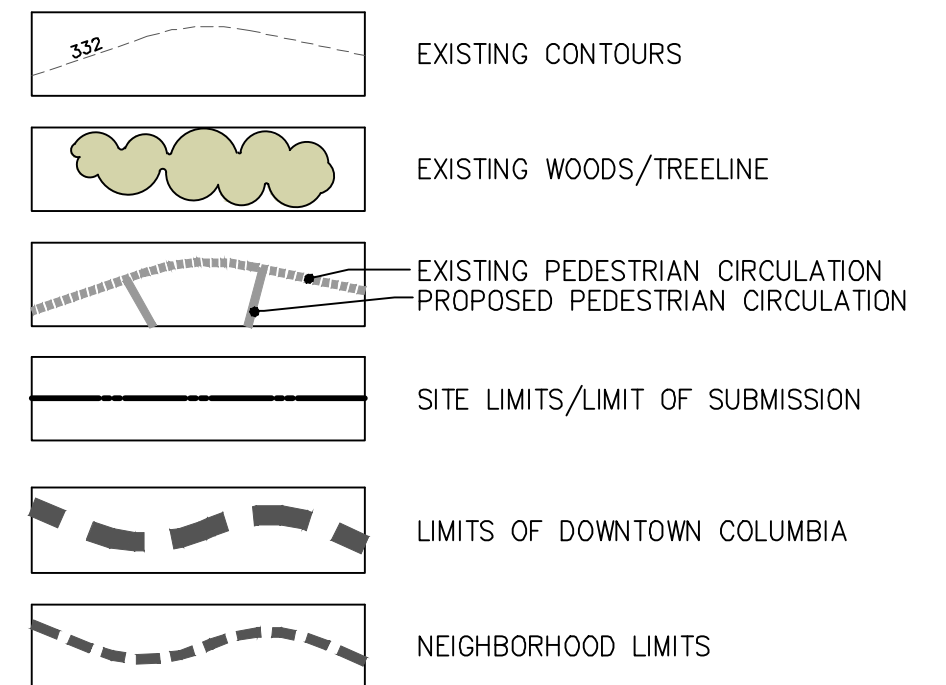 332
EXISTING CONTOURS
EXISTING WOODS/TREELINE
EXISTING PEDESTRIAN CIRCULATION
PROPOSED PEDESTRIAN CIRCULATION
SITE LIMITS/LIMIT OF SUBMISSION
LIMITS OF DOWNTOWN COLUMBIA
NEIGHBORHOOD LIMITS